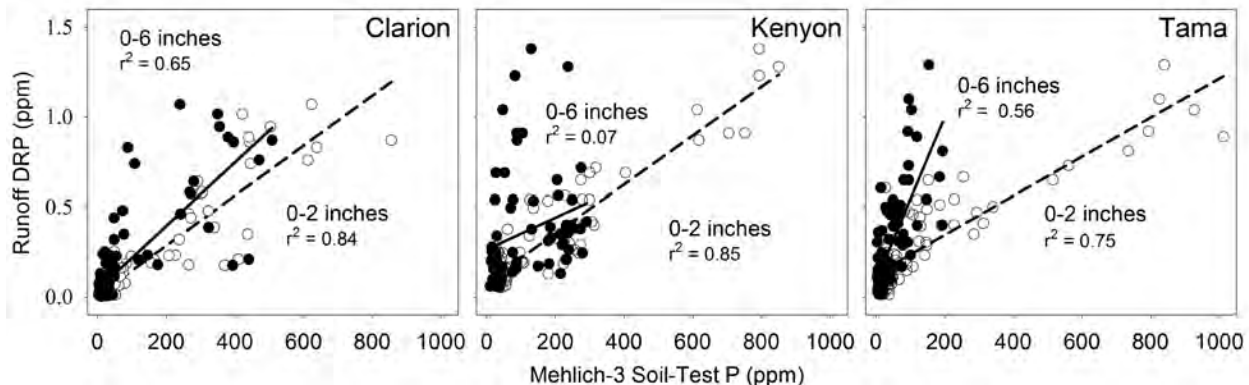 Runoff DRP (ppm)
1.5
1.0
0.5
0.0
Clarion
0-6 inches
r² = 0.65
0-2 inches
r² = 0.84
0 200 400 600 800 1000
Kenyon
0-6 inches
r² = 0.07
0-2 inches
r² = 0.85
0 200 400 600 800 1000
Tama
0-6 inches
r² = 0.56
0-2 inches
r² = 0.75
0 200 400 600 800 1000
Mehlich-3 Soil-Test P (ppm)